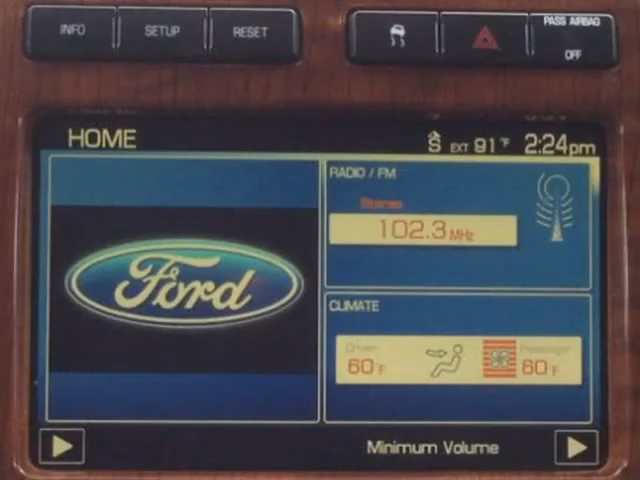 INFO SETUP RESET PASS AIRBAG
OFF
HOME S EXT 91°F 2:24pm
RADIO / FM
Stereo
102.3 MHz
Ford
CLIMATE
Driver Passenger
60°F 60°F
Minimum Volume